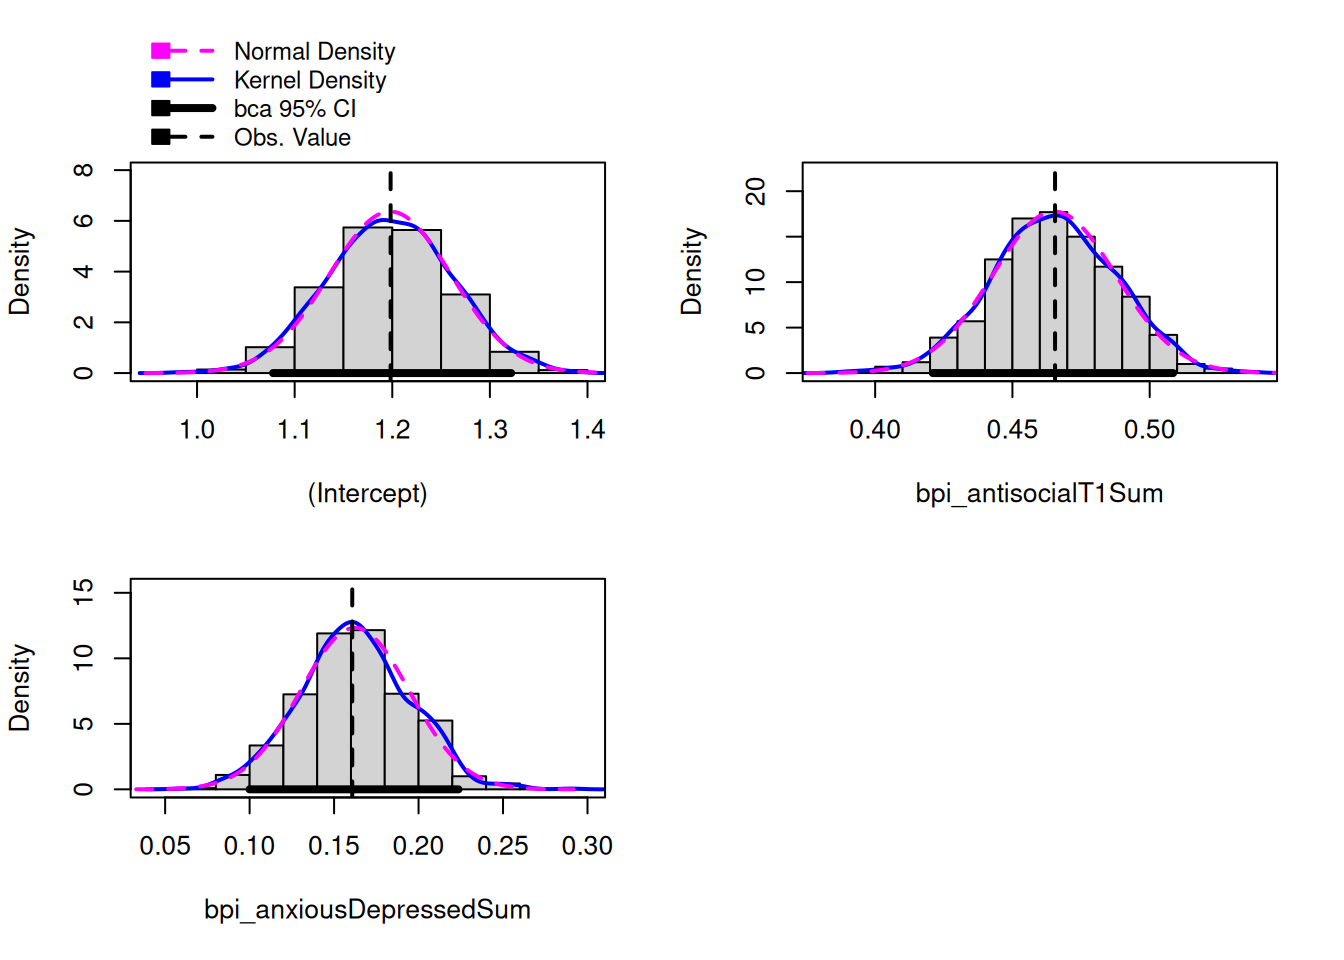 Normal Density
Kernel Density
bca 95% CI
Obs. Value
Density
8
6
4
2
0
1.0 1.1 1.2 1.3 1.4
(Intercept)
Density
20
10
5
0
0.40 0.45 0.50
bpi_antisocialT1Sum
Density
15
10
5
0
0.05 0.10 0.15 0.20 0.25 0.30
bpi_anxiousDepressedSum